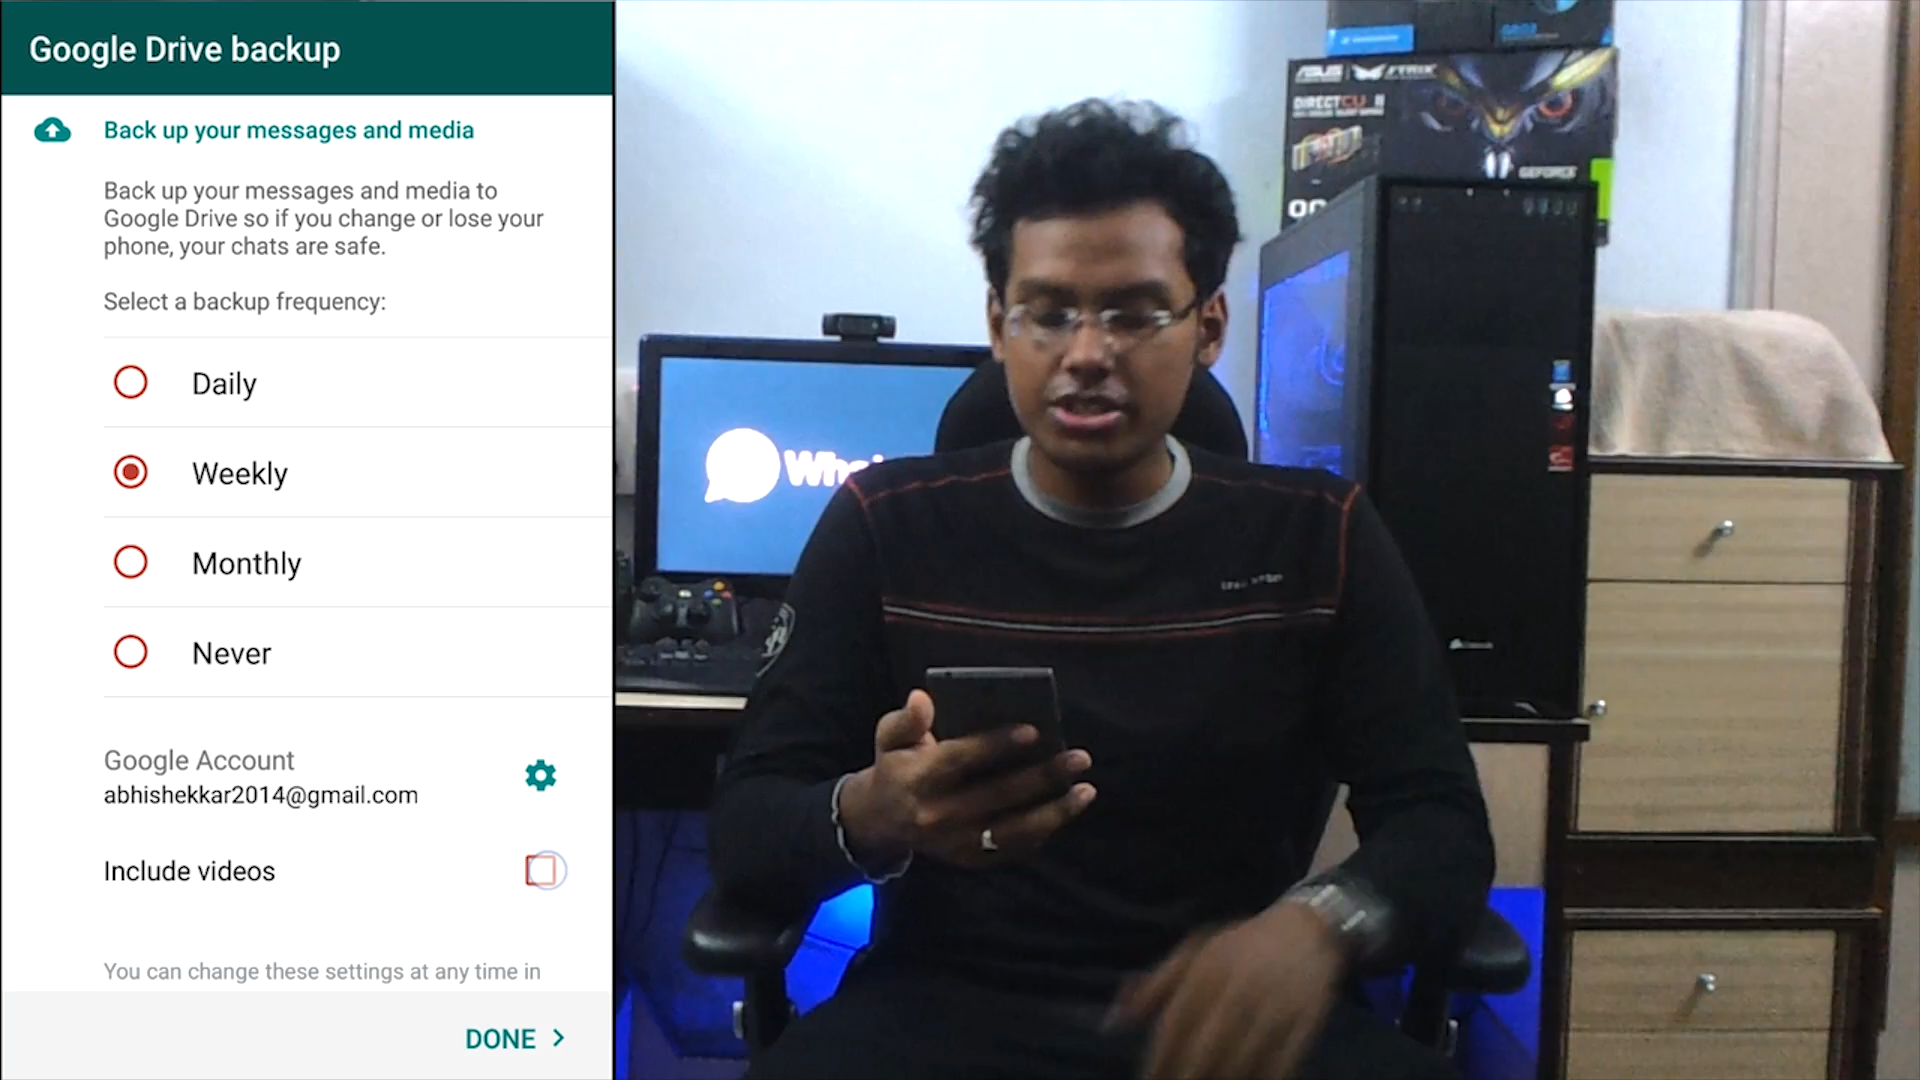 Google Drive backup
Back up your messages and media
Back up your messages and media to
Google Drive so if you change or lose your
phone, your chats are safe.
Select a backup frequency:
Daily
Weekly
Monthly
Never
Google Account
abhishekkar2014@gmail.com
Include videos
You can change these settings at any time in
DONE
ASUS
STRIX
DIRECTCU II
GEFORCE